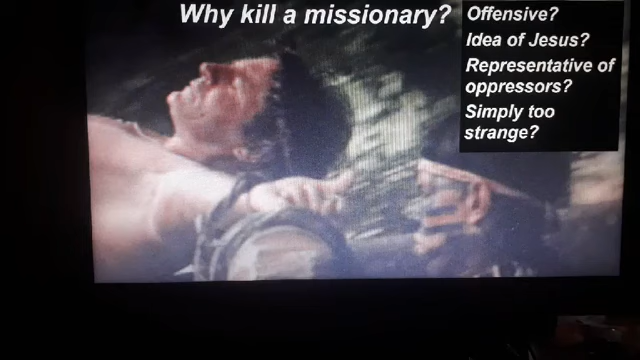 Why kill a missionary?
Offensive?
Idea of Jesus?
Representative of
oppressors?
Simply too
strange?